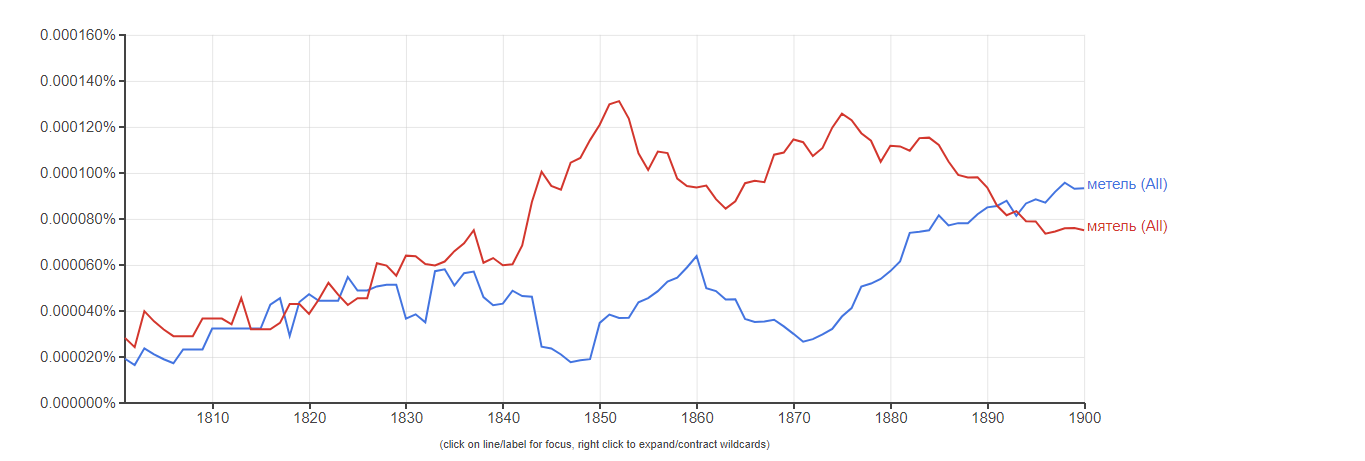 0.000160%
0.000140%
0.000120%
0.000100%
0.000080%
0.000060%
0.000040%
0.000020%
0.000000%
метель (All)
мятель (All)
1810 1820 1830 1840 1850 1860 1870 1880 1890 1900
(click on line/label for focus, right click to expand/contract wildcards)